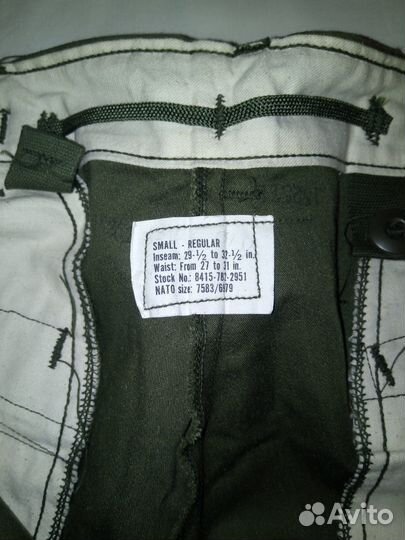 SMALL - REGULAR
Inseam: 29-½ to 32-½ in.
Waist: From 27 to 31 in.
Stock No.: 8415-782-2951
NATO size: 7583/6179
Avito